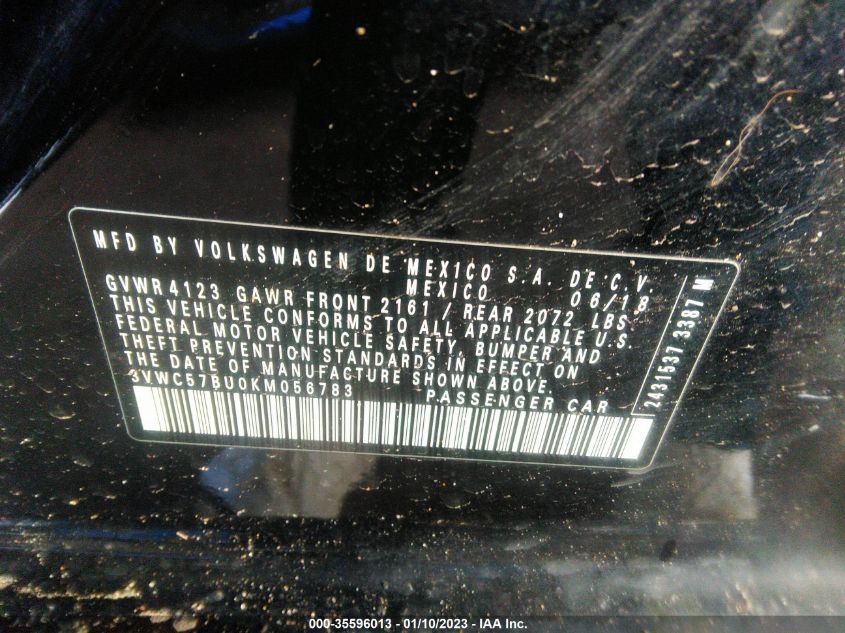 MFD BY VOLKSWAGEN DE MEXICO S.A. DE C.V.
MEXICO 06/18
GVWR 4123 GAWR FRONT 2161 / REAR 2072 LBS
THIS VEHICLE CONFORMS TO ALL APPLICABLE U.S.
FEDERAL MOTOR VEHICLE SAFETY, BUMPER AND
THEFT PREVENTION STANDARDS IN EFFECT ON
THE DATE OF MANUFACTURE SHOWN ABOVE.
3VWC57BU0KM056783 PASSENGER CAR
2431537 3387 M
000-35596013 - 01/10/2023 - IAA Inc.